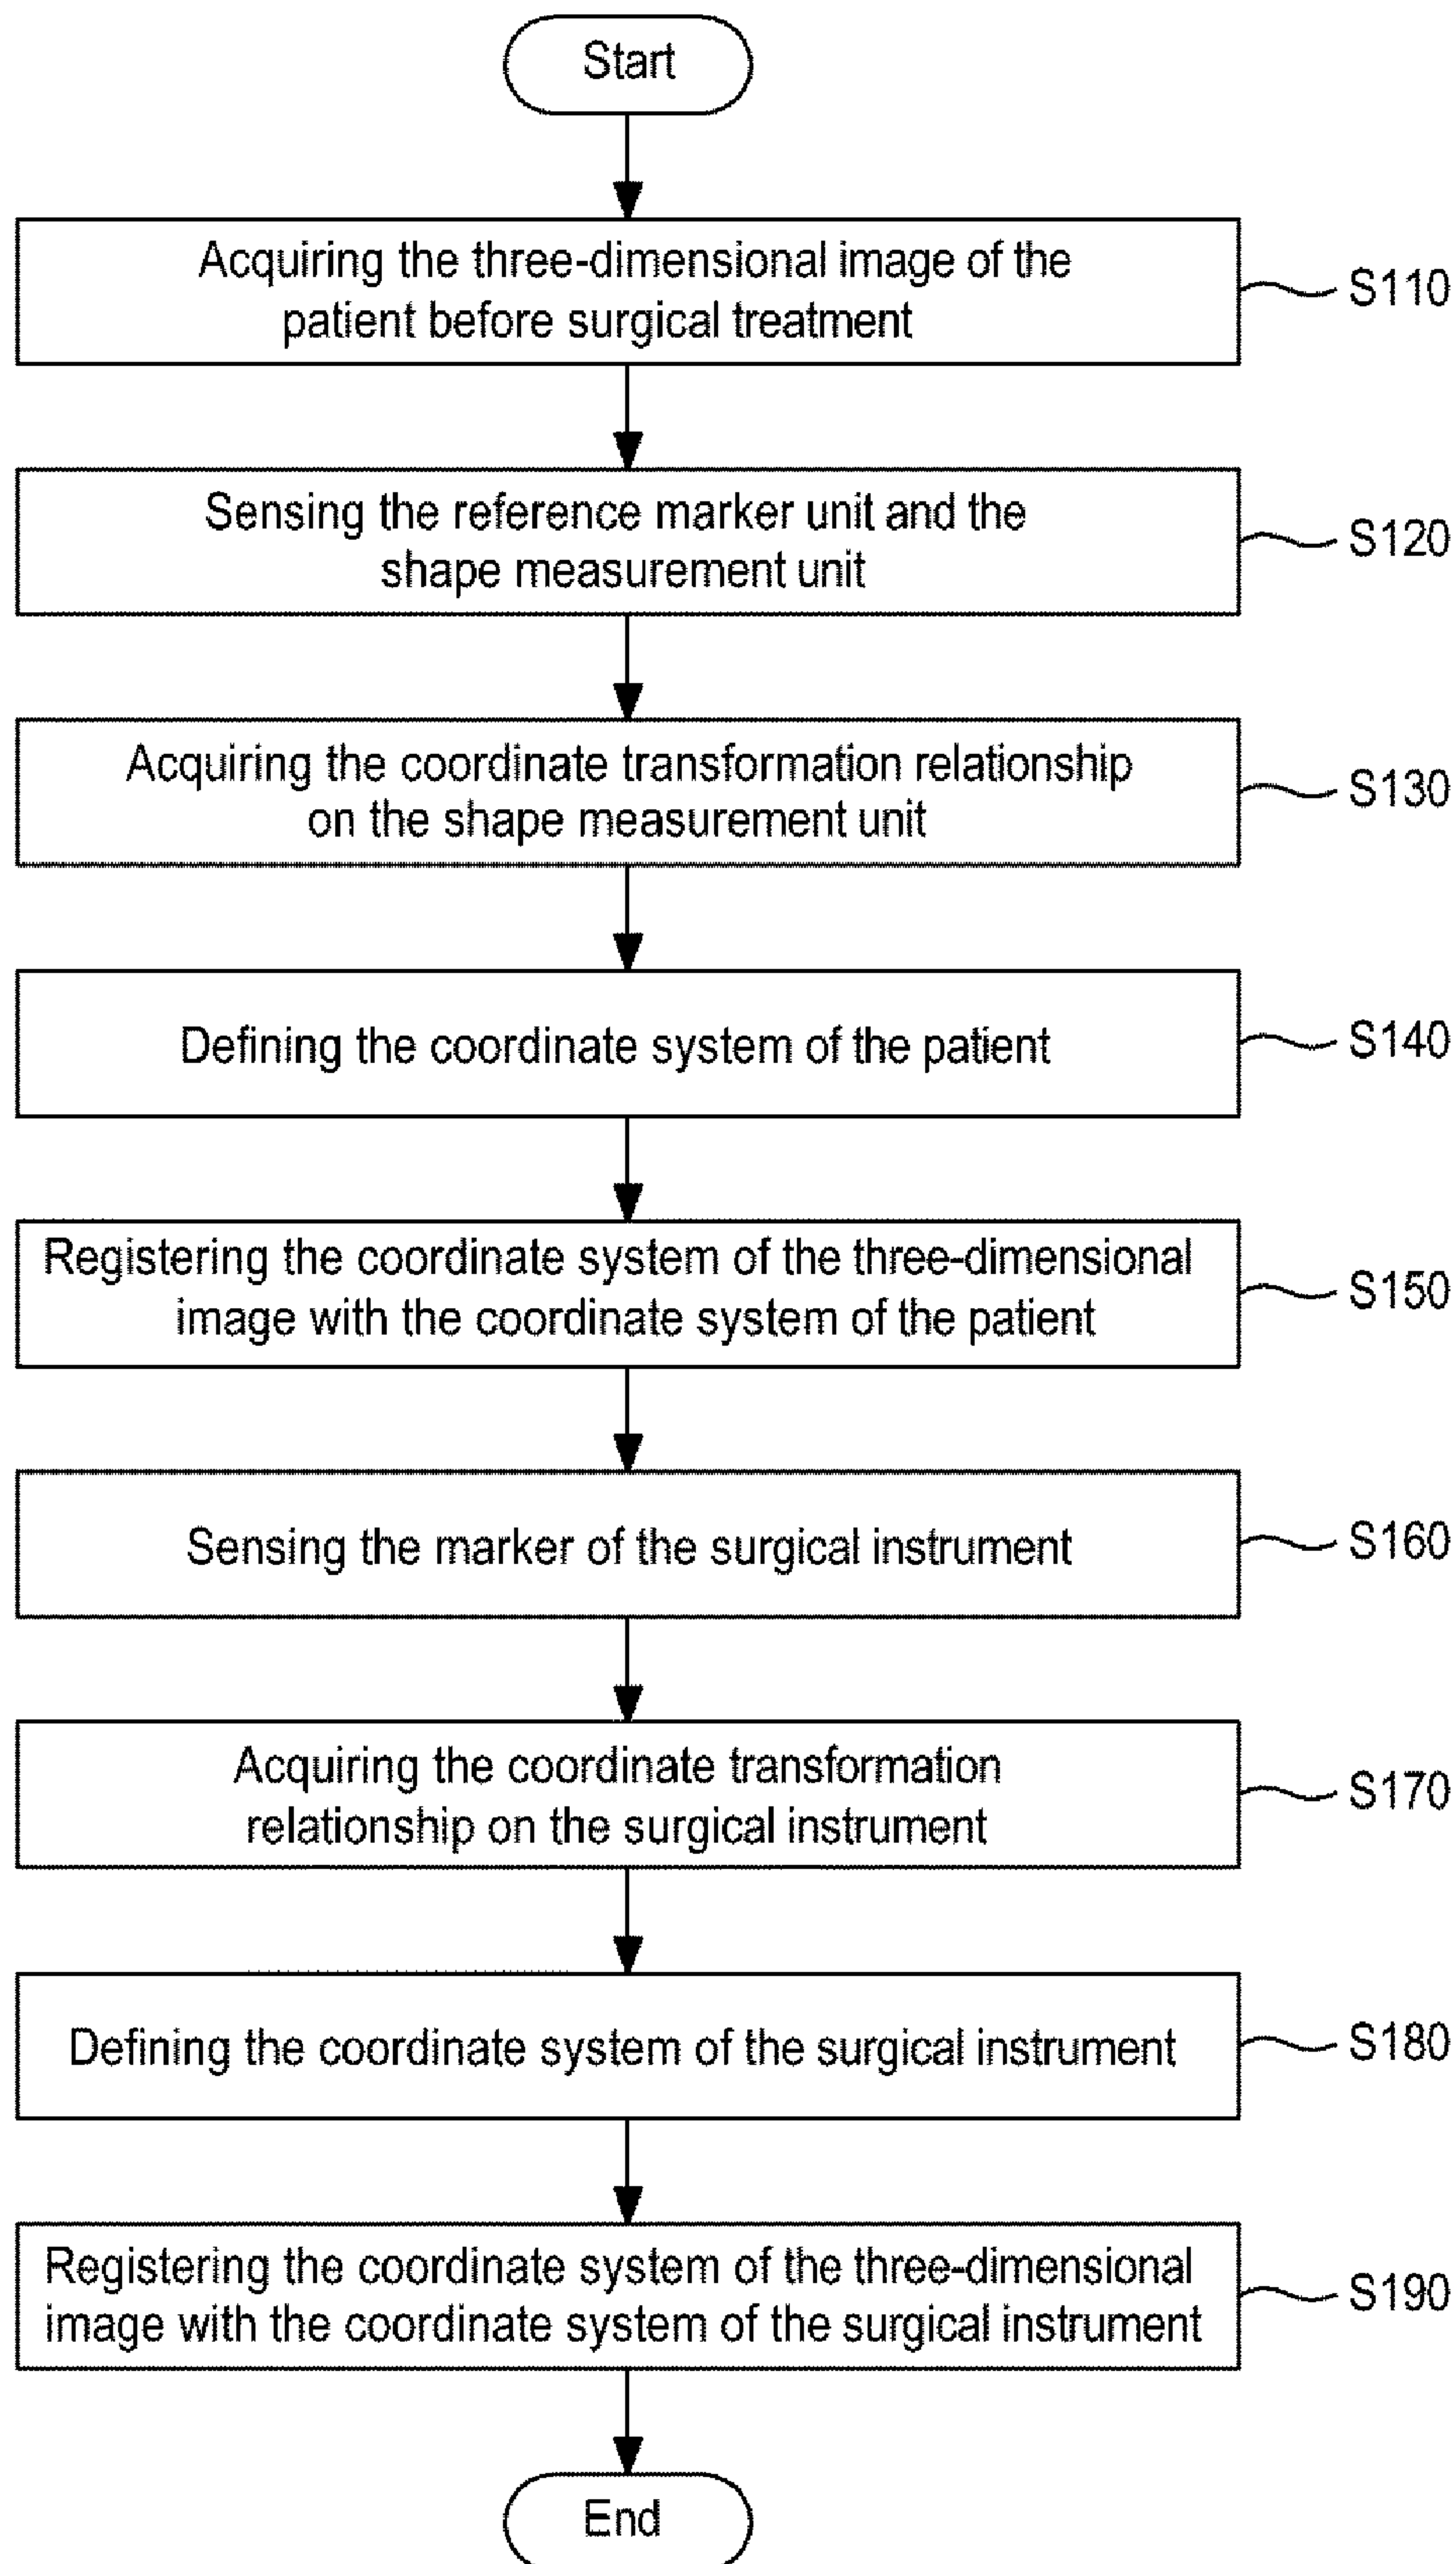 Start
Acquiring the three-dimensional image of the
patient before surgical treatment
S110
Sensing the reference marker unit and the
shape measurement unit
S120
Acquiring the coordinate transformation relationship
on the shape measurement unit
S130
Defining the coordinate system of the patient
S140
Registering the coordinate system of the three-dimensional
image with the coordinate system of the patient
S150
Sensing the marker of the surgical instrument
S160
Acquiring the coordinate transformation
relationship on the surgical instrument
S170
Defining the coordinate system of the surgical instrument
S180
Registering the coordinate system of the three-dimensional
image with the coordinate system of the surgical instrument
S190
End